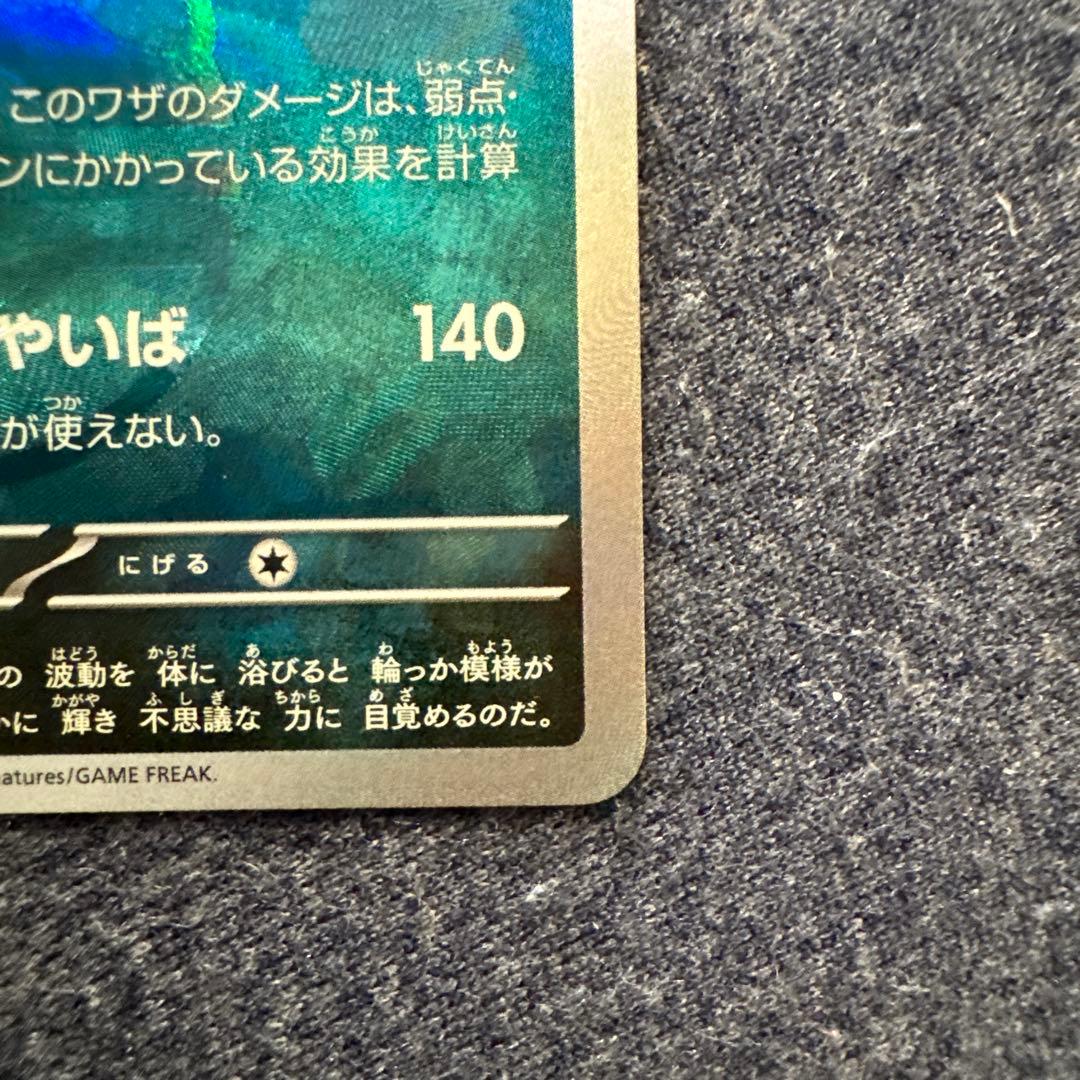 このワザのダメージは、弱点・
ンにかかっている効果を計算
やいば 140
が使えない。
にげる
の 波動を 体に 浴びると 輪っか模様が
かに 輝き 不思議な 力に 目覚めるのだ。
atures/GAME FREAK.